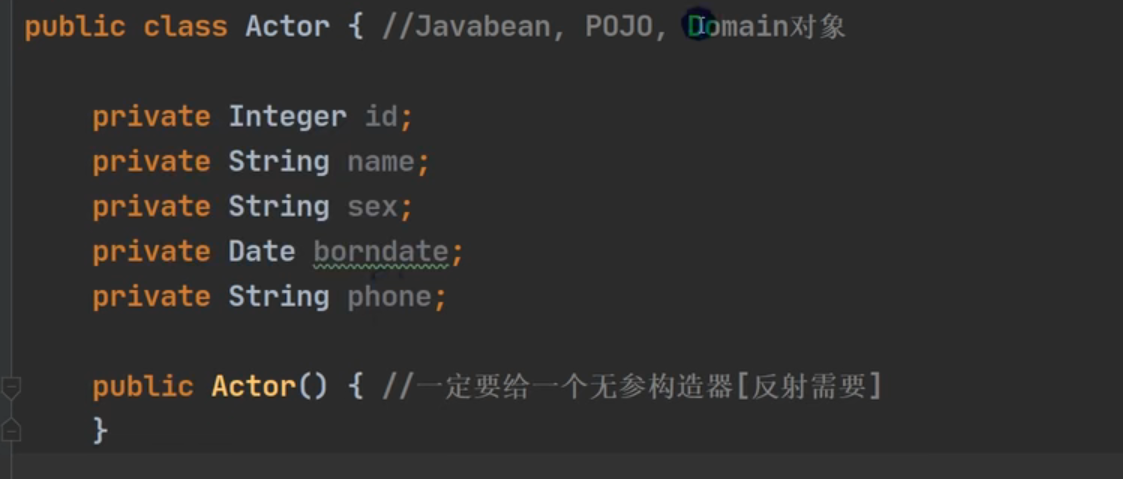 public class Actor { //Javabean, POJO, Domain对象
private Integer id;
private String name;
private String sex;
private Date borndate;
private String phone;
public Actor() { //一定要给一个无参构造器[反射需要]
}